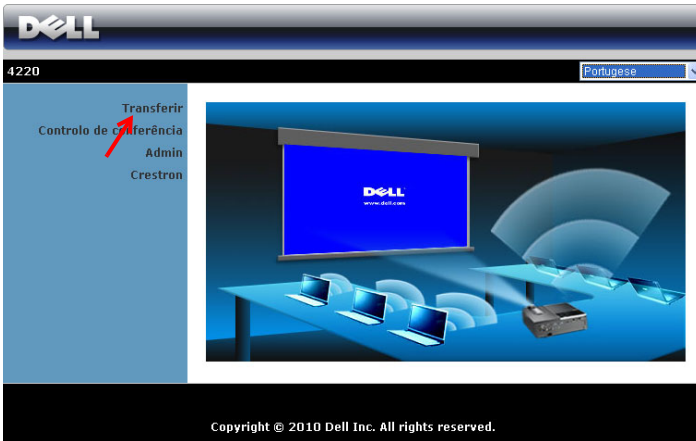 DELL
4220
Portugese
Transferir
Controlo de conferência
Admin
Crestron
DELL
www.dell.com
Copyright © 2010 Dell Inc. All rights reserved.